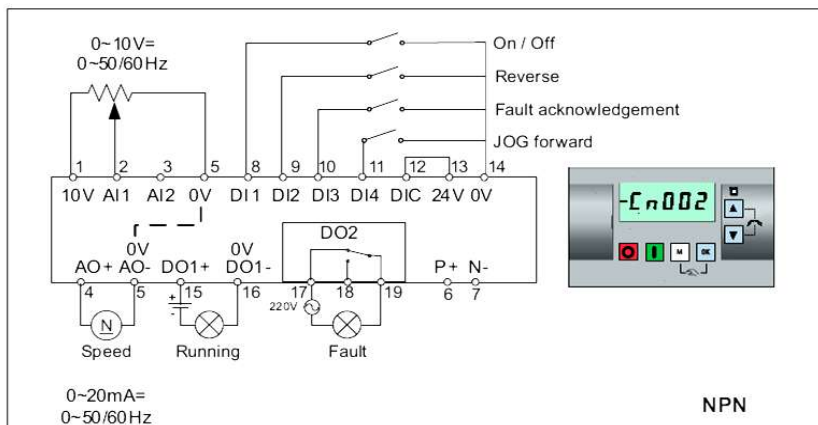 0~10V=
0~50/60Hz
On / Off
Reverse
Fault acknowledgement
JOG forward
1 2 3 5 8 9 10 11 12 13 14
10V AI1 AI2 0V DI1 DI2 DI3 DI4 DIC 24V 0V
-Cn002
M OK
0V 0V DO2
AO+ AO- DO1+ DO1- P+ N-
4 5 15 16 17 18 19 6 7
+
-
220V
N
Speed Running Fault
0~20mA=
0~50/60Hz
NPN